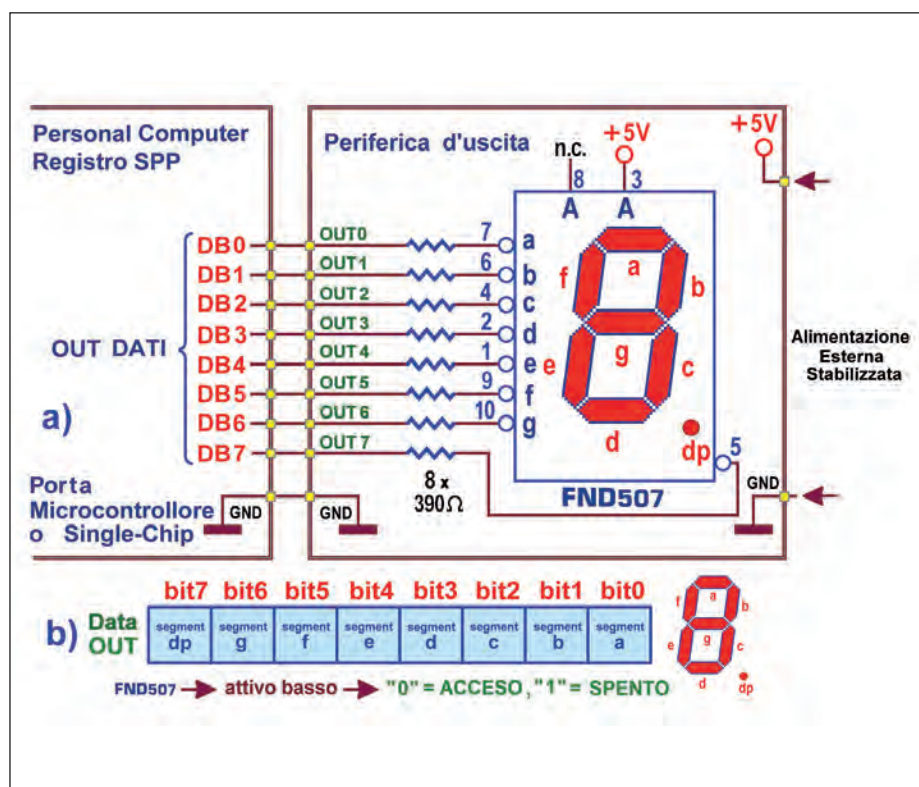 Personal Computer
Registro SPP
Periferica d'uscita
+5V
+5V
n.c.
8
3
A
A
DB0
OUT0
7
a
DB1
OUT1
6
b
DB2
OUT2
4
c
DB3
OUT3
2
d
DB4
OUT4
1
e
DB5
OUT5
9
f
DB6
OUT6
10
g
DB7
OUT7
OUT DATI
a)
f
a
b
g
e
c
d
dp
5
Alimentazione
Esterna
Stabilizzata
8 x
390Ω
FND507
Porta
Microcontrollore
o Single-Chip
GND
GND
GND
bit7 bit6 bit5 bit4 bit3 bit2 bit1 bit0
b) Data
OUT
segment segment segment segment segment segment segment segment
dp g f e d c b a
f
a
b
g
e
c
d
dp
FND507 attivo basso "0" = ACCESO, "1" = SPENTO